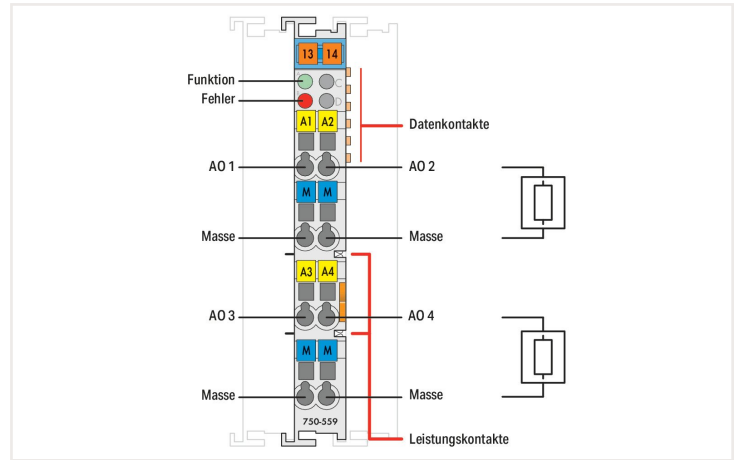 13 14
Funktion
C
Fehler
D
A1 A2
Datenkontakte
AO 1
AO 2
M M
Masse
Masse
A3 A4
AO 3
AO 4
M M
Masse
Masse
750-559
Leistungskontakte